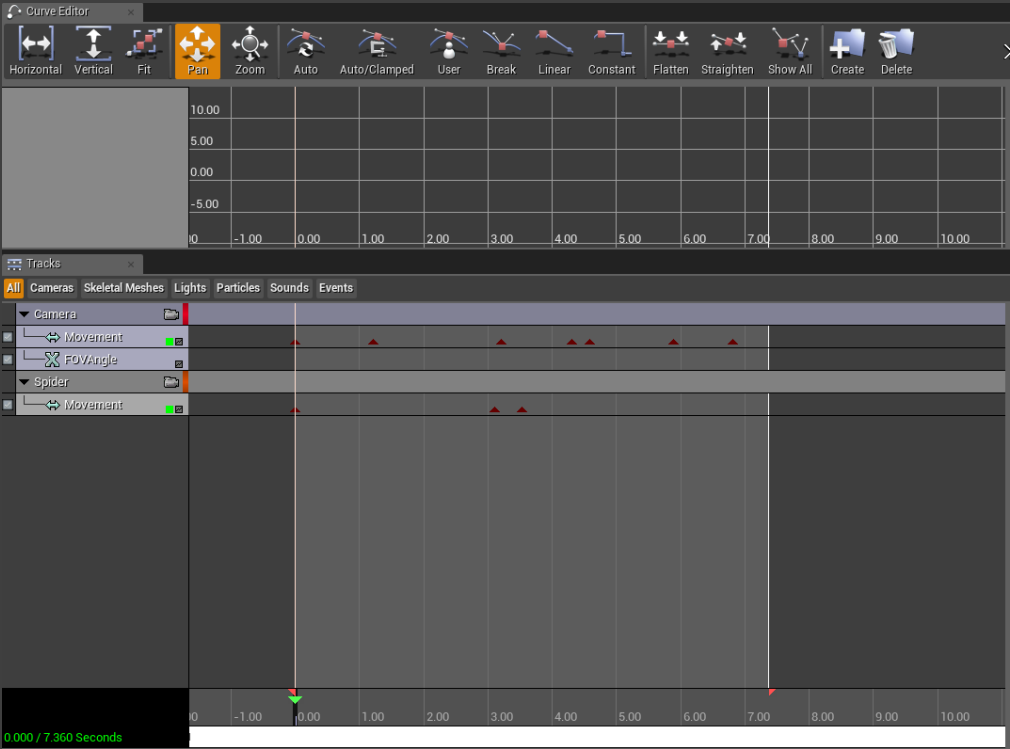 Curve Editor
Horizontal Vertical Fit Pan Zoom Auto Auto/Clamped User Break Linear Constant Flatten Straighten Show All Create Delete
10.00
5.00
0.00
-5.00
-1.00 0.00 1.00 2.00 3.00 4.00 5.00 6.00 7.00 8.00 9.00 10.00
Tracks
All Cameras Skeletal Meshes Lights Particles Sounds Events
Camera
Movement
FOVAngle
Spider
Movement
-1.00 0.00 1.00 2.00 3.00 4.00 5.00 6.00 7.00 8.00 9.00 10.00
0.000 / 7.360 Seconds